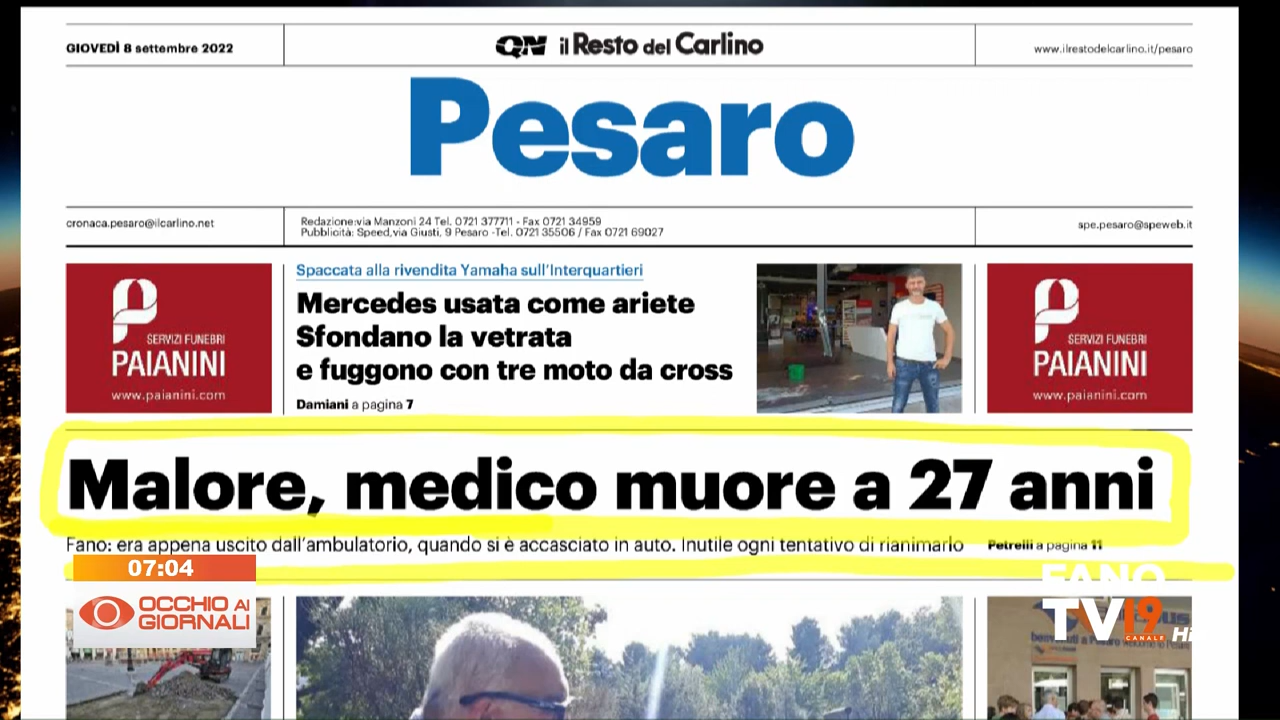 GIOVEDÌ 8 settembre 2022
QN il Resto del Carlino
www.ilrestodelcarlino.it/pesaro
Pesaro
cronaca.pesaro@ilcarlino.net
Redazione:via Manzoni 24 Tel. 0721 377711 - Fax 0721 34959
Pubblicità: Speed,via Giusti, 9 Pesaro -Tel. 0721 35506 / Fax 0721 69027
spe.pesaro@speweb.it
SERVIZI FUNEBRI
PAIANINI
www.paianini.com
Spaccata alla rivendita Yamaha sull'Interquartieri
Mercedes usata come ariete
Sfondano la vetrata
e fuggono con tre moto da cross
Damiani a pagina 7
SERVIZI FUNEBRI
PAIANINI
www.paianini.com
Malore, medico muore a 27 anni
Fano: era appena uscito dall'ambulatorio, quando si è accasciato in auto. Inutile ogni tentativo di rianimarlo
Petrelli a pagina 11
07:04
OCCHIO AI
GIORNALI
FANO
TV19
CANALE